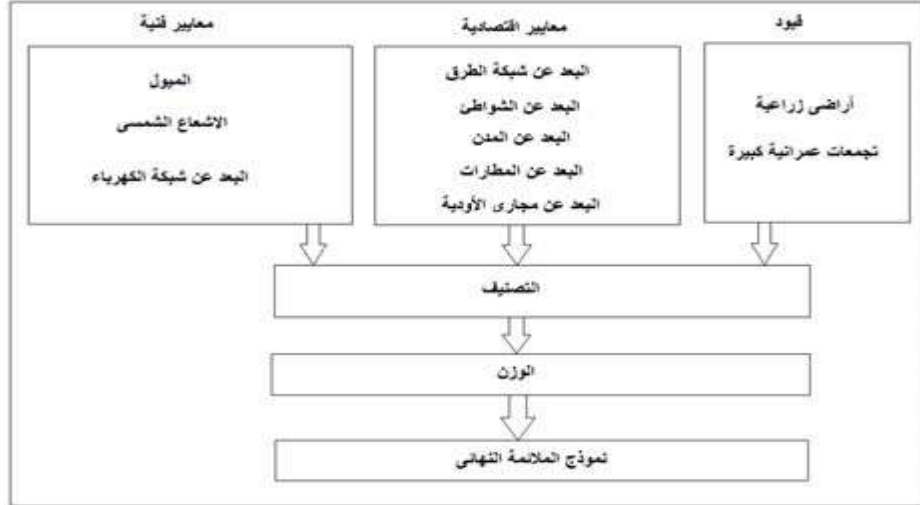 قيود
أراضى زراعية
تجمعات عمرانية كبيرة
معايير اقتصادية
البعد عن شبكة الطرق
البعد عن الشواطئ
البعد عن المدن
البعد عن المطارات
البعد عن مجارى الأودية
معايير فنية
الميول
الاشعاع الشمسى
البعد عن شبكة الكهرباء
التصنيف
الوزن
نموذج الملائمة النهائى